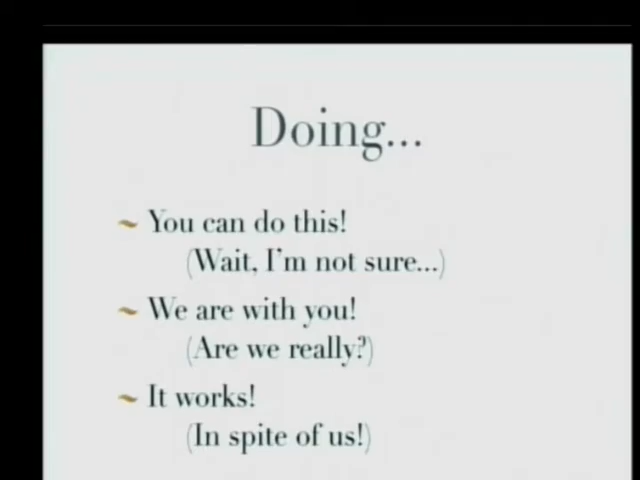 Doing...
You can do this!
(Wait, I'm not sure...)
We are with you!
(Are we really?)
It works!
(In spite of us!)